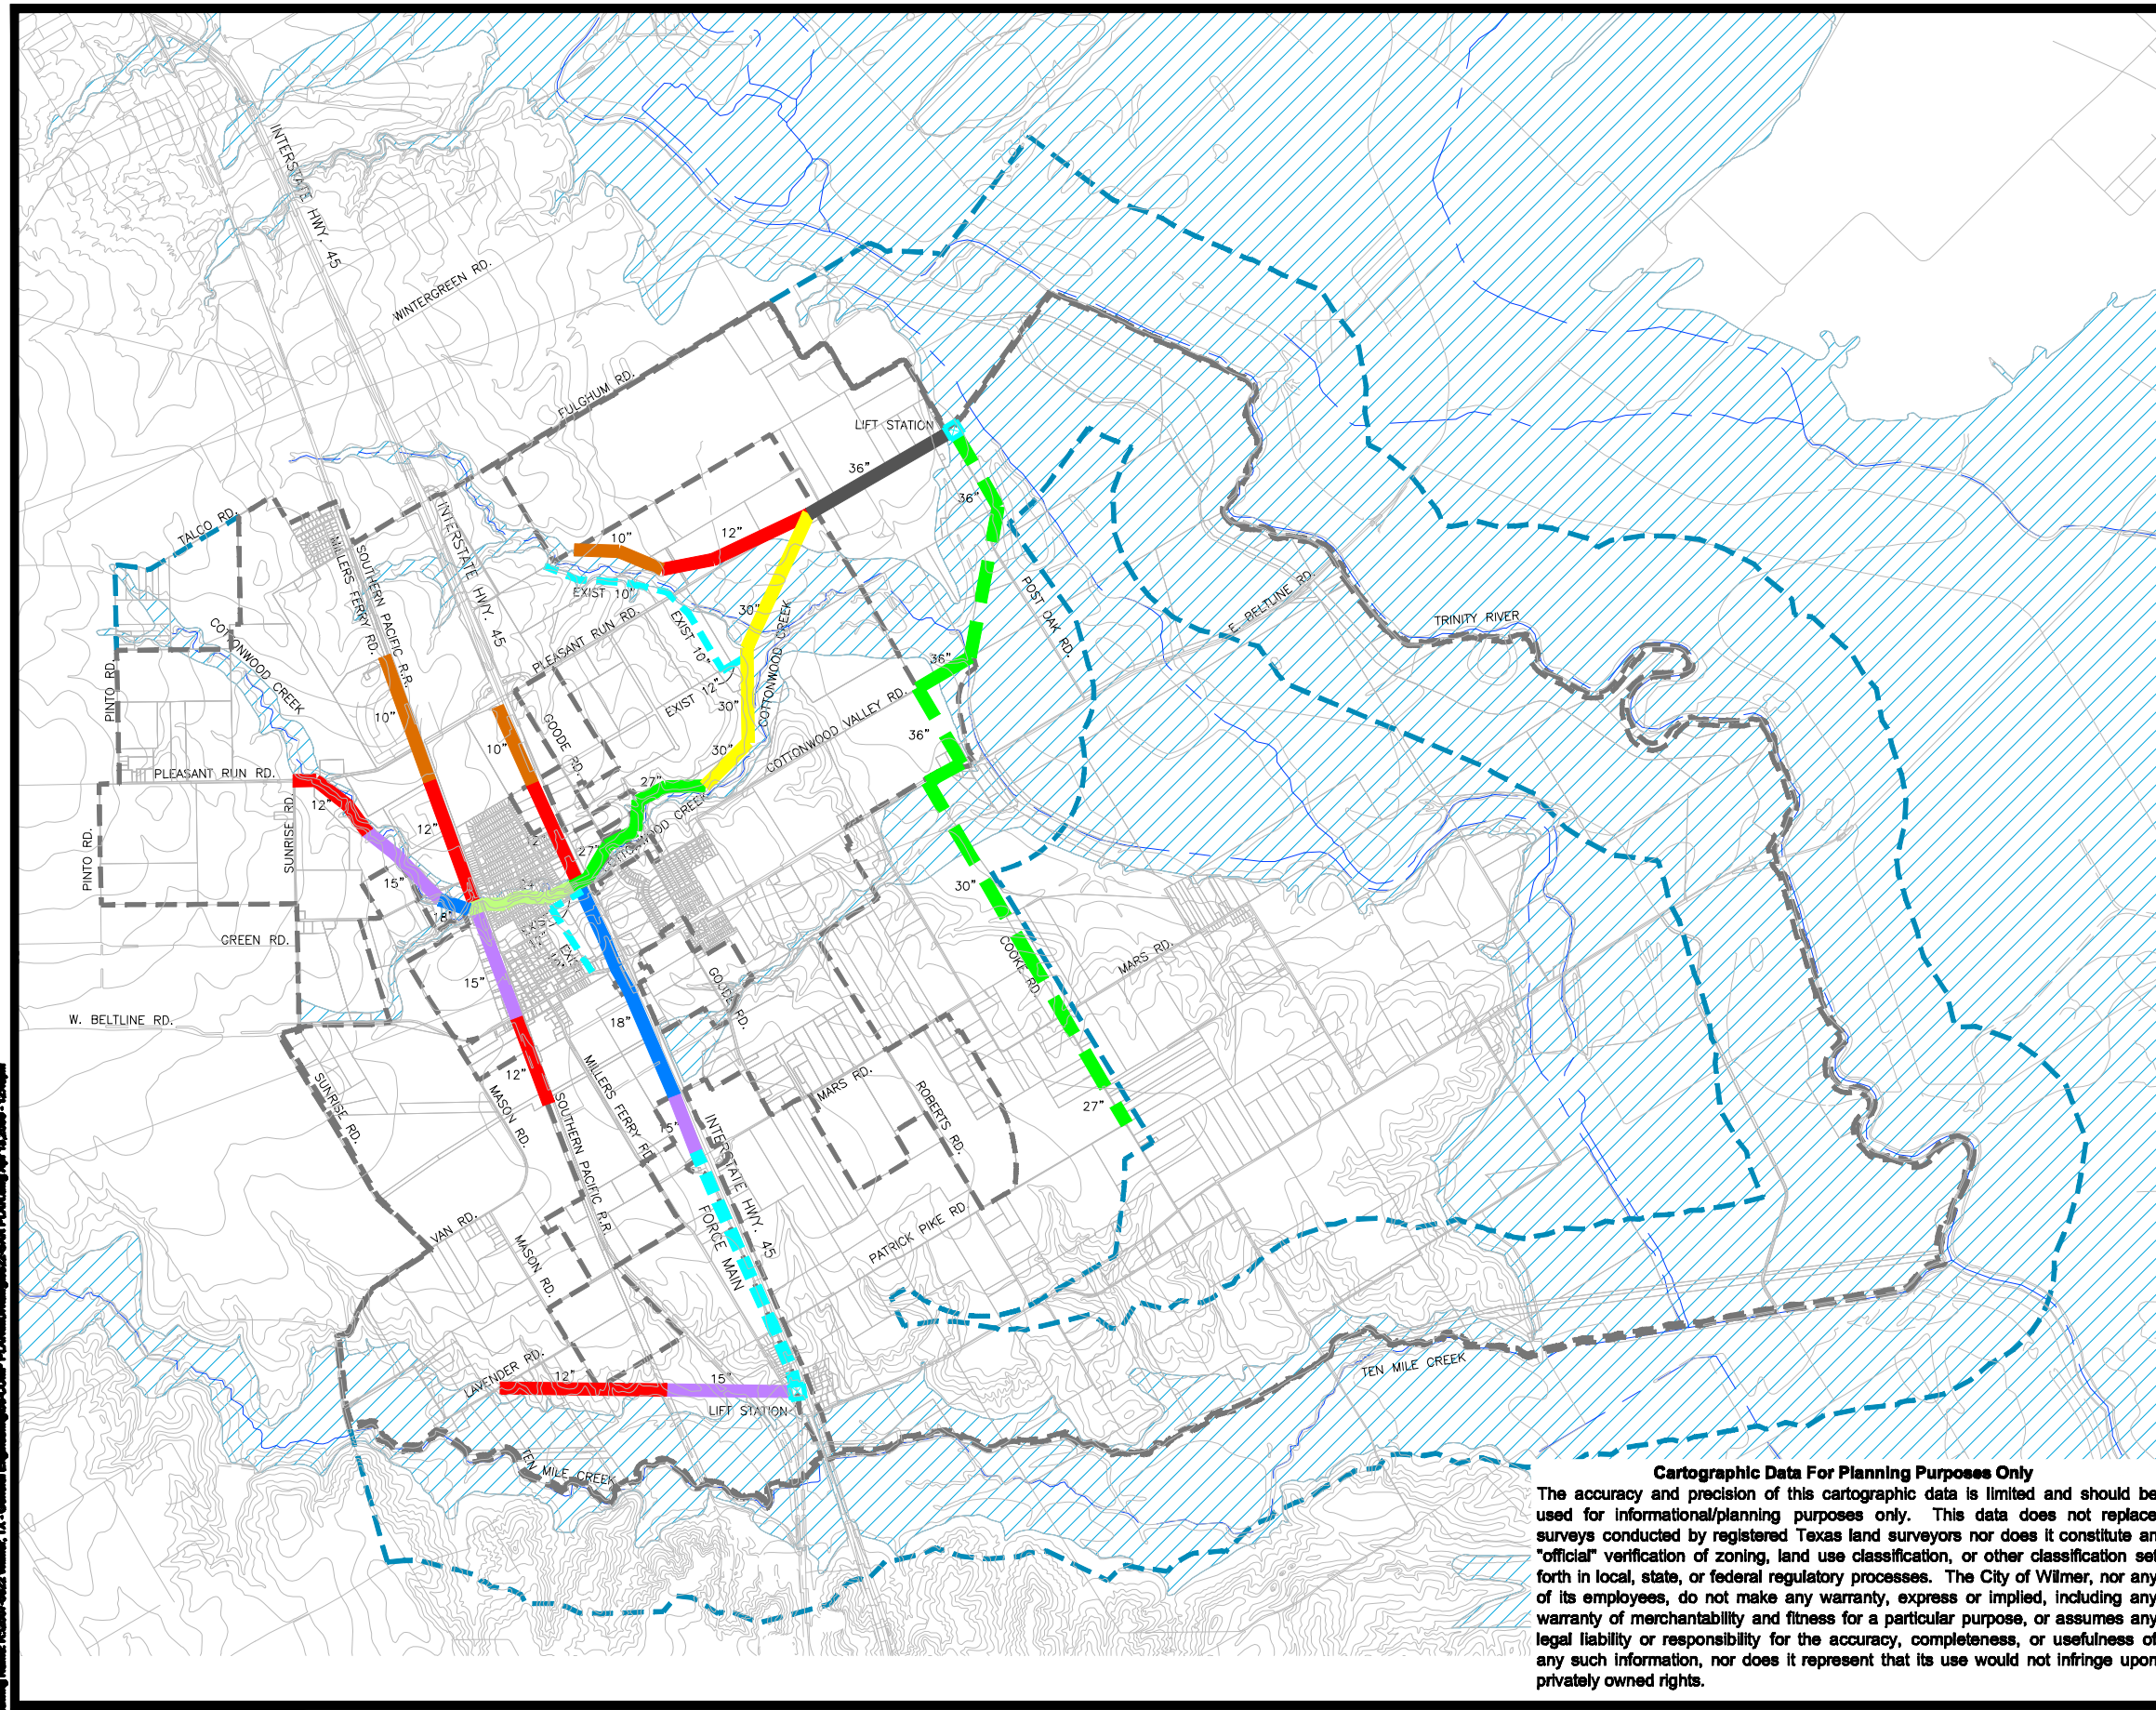 INTERSTATE HWY. 45
WINTERGREEN RD.
FULGHUM RD.
LIFT STATION
36"
36"
TALCO RD.
MILLERS FERRY RD.
SOUTHERN PACIFIC R.R.
INTERSTATE HWY. 45
10"
12"
EXIST 10"
EXIST 10"
PLEASANT RUN RD.
30"
COTTONWOOD CREEK
POST OAK RD.
E. BELTLINE RD.
TRINITY RIVER
COTTONWOOD CREEK
PINTO RD.
10"
10"
GOODE RD.
EXIST 12"
30"
30"
COTTONWOOD VALLEY RD.
36"
36"
PLEASANT RUN RD.
SUNRISE RD.
12"
12"
27"
27"
COTTONWOOD CREEK
PINTO RD.
15"
18"
30"
GREEN RD.
15"
GOODE RD.
COOKE RD.
MARS RD.
W. BELTLINE RD.
18"
12"
SUNRISE RD.
MASON RD.
SOUTHERN PACIFIC R.R.
MILLERS FERRY RD.
MARS RD.
ROBERTS RD.
27"
15"
INTERSTATE HWY. 45
FORCE MAIN
VAN RD.
MASON RD.
PATRICK PIKE RD.
LAVENDER RD.
12"
15"
LIFT STATION
TEN MILE CREEK
TEN MILE CREEK
Cartographic Data For Planning Purposes Only
The accuracy and precision of this cartographic data is limited and should be
used for informational/planning purposes only. This data does not replace
surveys conducted by registered Texas land surveyors nor does it constitute an
"official" verification of zoning, land use classification, or other classification set
forth in local, state, or federal regulatory processes. The City of Wilmer, nor any
of its employees, do not make any warranty, express or implied, including any
warranty of merchantability and fitness for a particular purpose, or assumes any
legal liability or responsibility for the accuracy, completeness, or usefulness of
any such information, nor does it represent that its use would not infringe upon
privately owned rights.